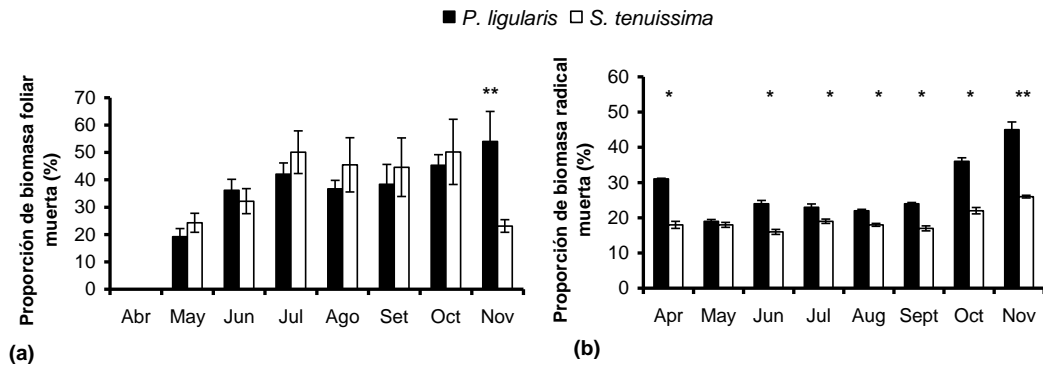 P. ligularis S. tenuissima
Proporción de biomasa foliar
muerta (%)
70
60
50
40
30
20
10
0
**
Abr May Jun Jul Ago Set Oct Nov
(a)
Proporción de biomasa radical
muerta (%)
60
50
40
30
20
10
0
* * * * * * **
Apr May Jun Jul Aug Sept Oct Nov
(b)